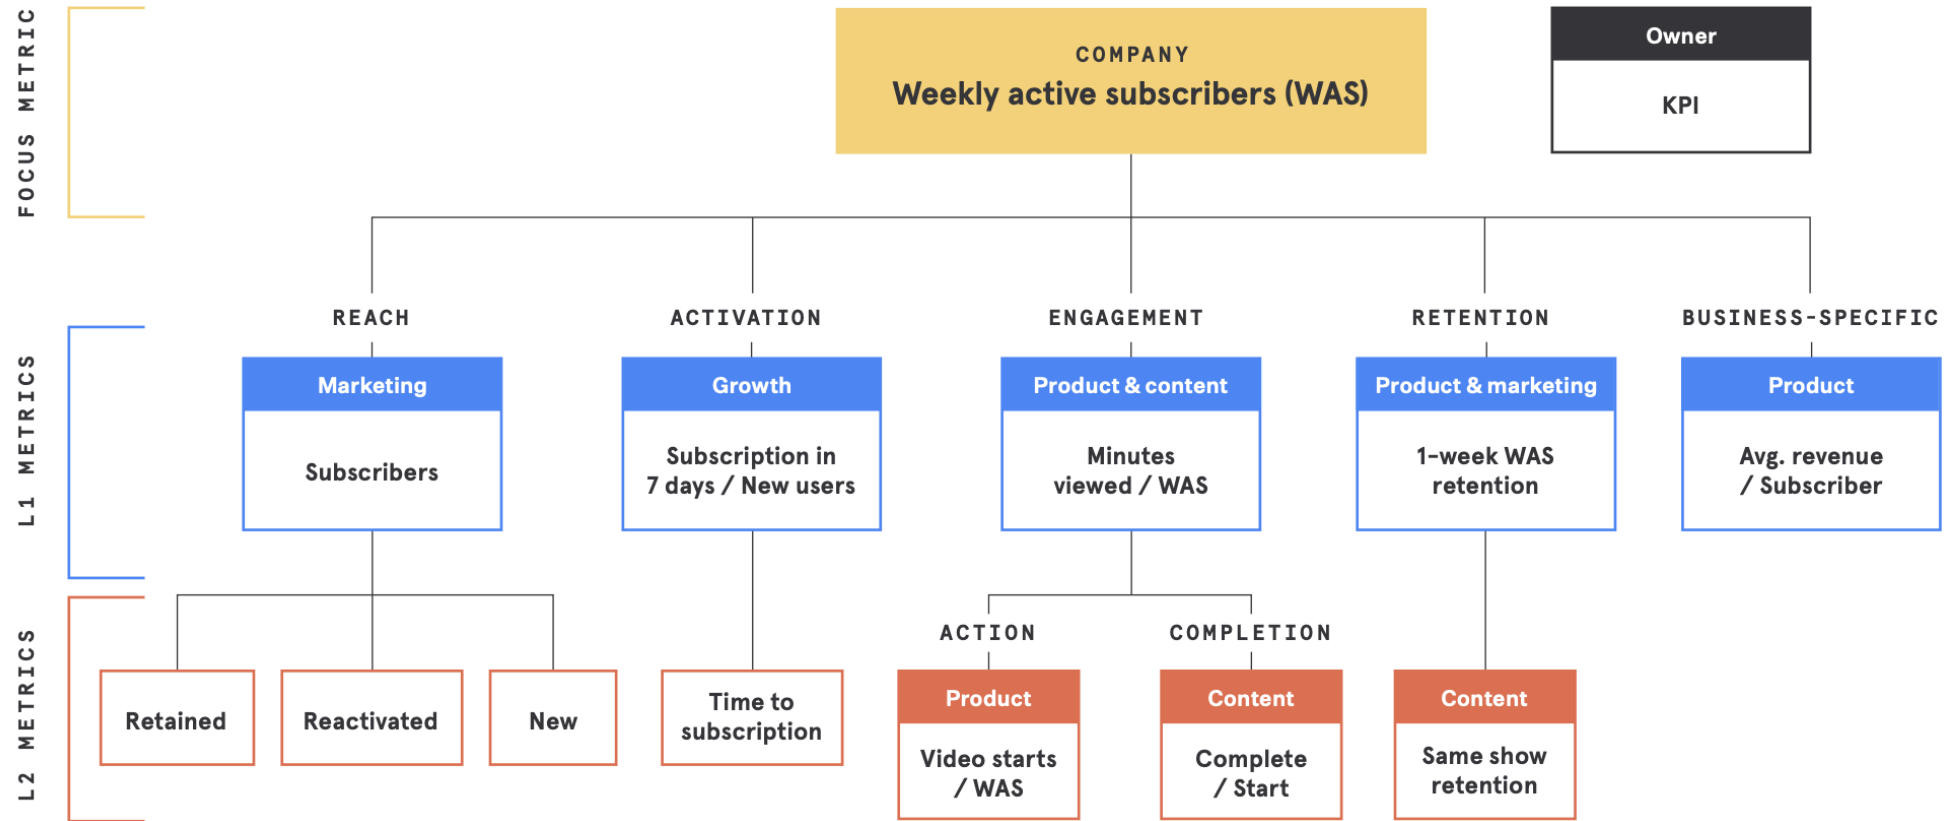 FOCUS METRIC
COMPANY
Weekly active subscribers (WAS)
Owner
KPI
L1 METRICS
REACH
Marketing
Subscribers
ACTIVATION
Growth
Subscription in
7 days / New users
ENGAGEMENT
Product & content
Minutes
viewed / WAS
RETENTION
Product & marketing
1-week WAS
retention
BUSINESS-SPECIFIC
Product
Avg. revenue
/ Subscriber
L2 METRICS
Retained
Reactivated
New
Time to
subscription
ACTION
Product
Video starts
/ WAS
COMPLETION
Content
Complete
/ Start
Content
Same show
retention